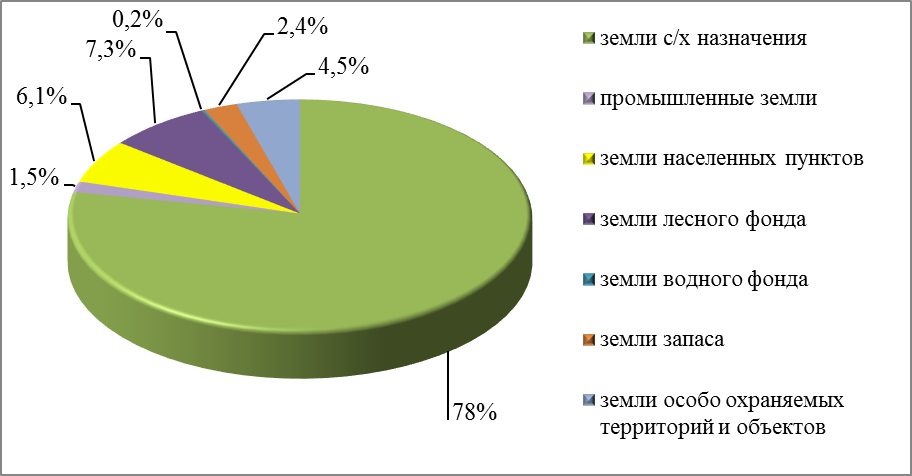 0,2%
2,4%
7,3%
4,5%
6,1%
1,5%
78%
земли с/х назначения
промышленные земли
земли населенных пунктов
земли лесного фонда
земли водного фонда
земли запаса
земли особо охраняемых
территорий и объектов